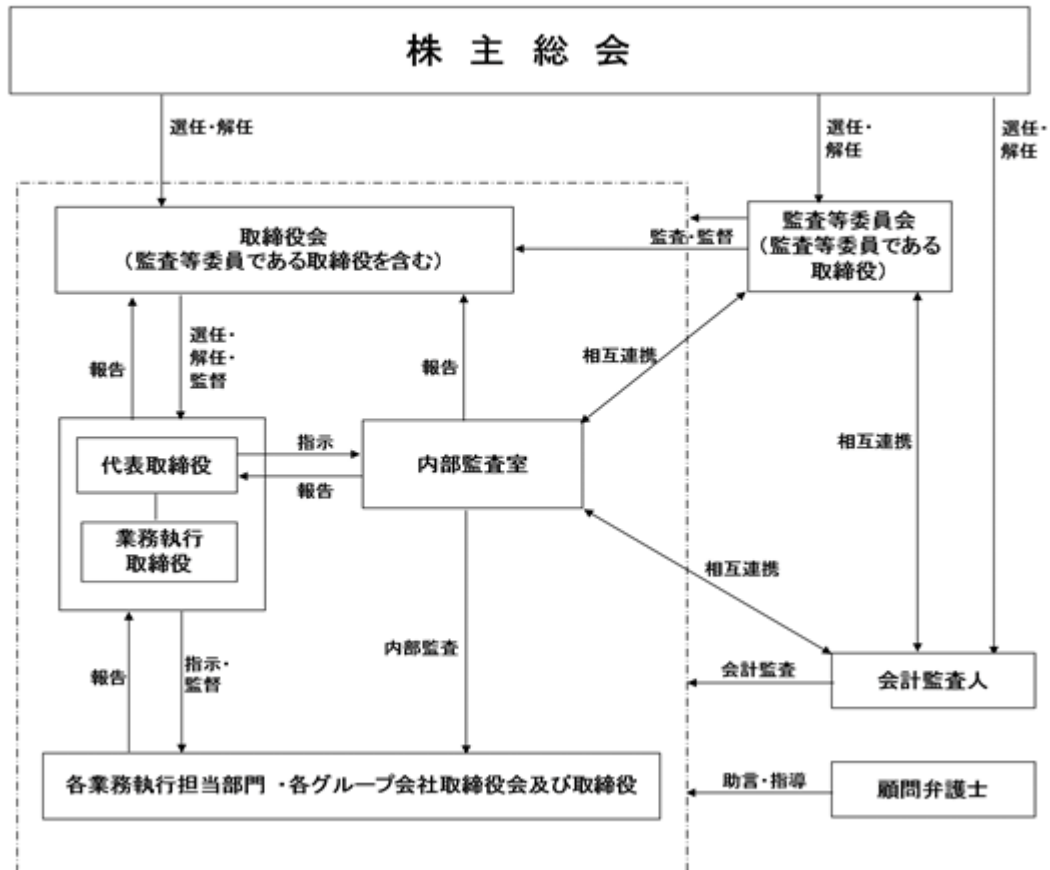 株 主 総 会
選任・解任
選任・
解任
選任・
解任
取締役会
（監査等委員である取締役を含む）
監査・監督
監査等委員会
（監査等委員である
取締役）
報告
選任・
解任・
監督
報告
相互連携
相互連携
代表取締役
指示
報告
内部監査室
業務執行
取締役
相互連携
報告
指示・
監督
内部監査
会計監査
会計監査人
各業務執行担当部門 ・各グループ会社取締役会及び取締役
助言・指導
顧問弁護士